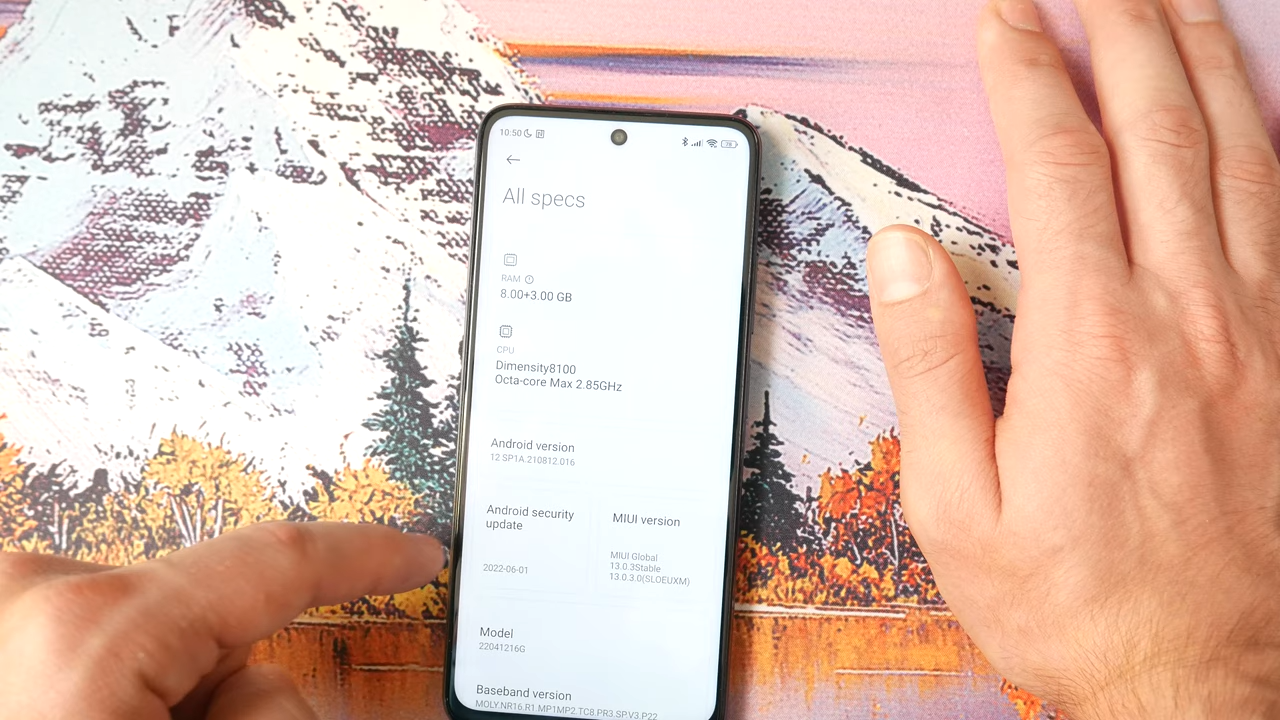 10:50
78
All specs
RAM
8.00+3.00 GB
CPU
Dimensity8100
Octa-core Max 2.85GHz
Android version
12 SP1A.210812.016
Android security
update
2022-06-01
MIUI version
MIUI Global
13.0.3Stable
13.0.3.0(SLOEUXM)
Model
22041216G
Baseband version
MOLY.NR16.R1.MP1MP2.TC8.PR3.SP.V3.P22